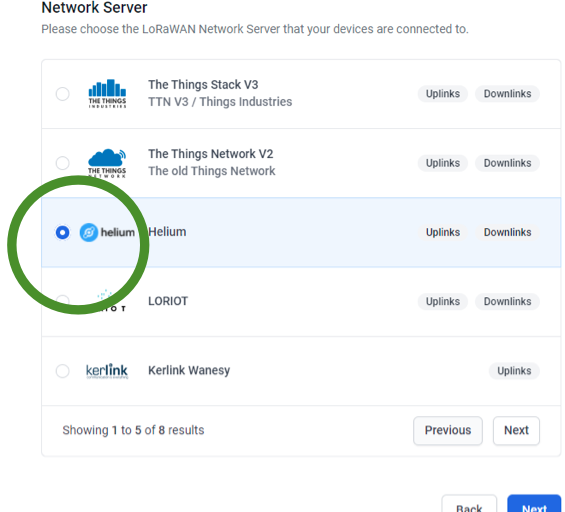 Network Server
Please choose the LoRaWAN Network Server that your devices are connected to.
THE THINGS
INDUSTRIES
The Things Stack V3
TTN V3 / Things Industries
Uplinks
Downlinks
THE THINGS
NETWORK
The Things Network V2
The old Things Network
Uplinks
Downlinks
helium
Helium
Uplinks
Downlinks
LORIOT
Uplinks
Downlinks
kerlink
Kerlink Wanesy
Uplinks
Showing 1 to 5 of 8 results
Previous
Next
Back
Next